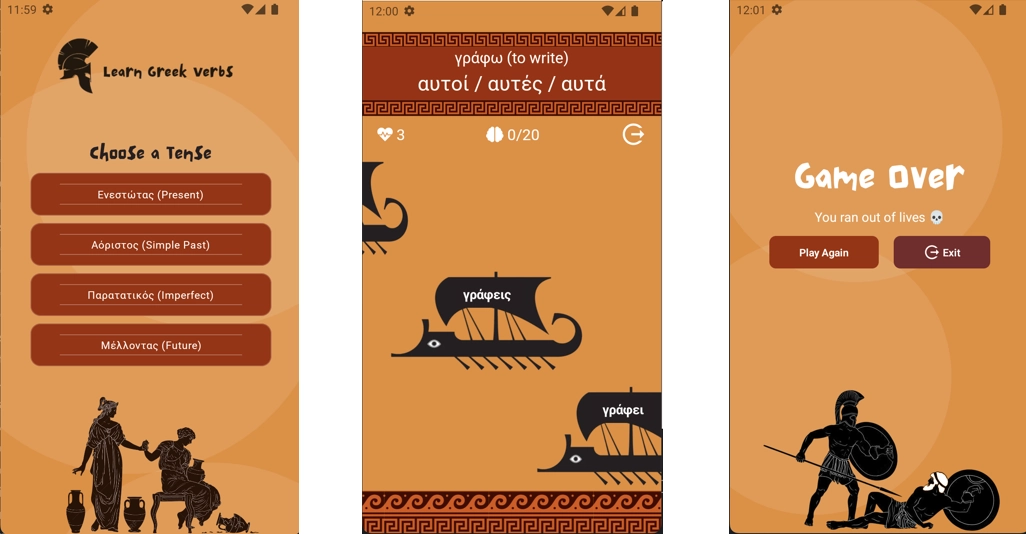 11:59
Learn Greek Verbs
Choose a Tense
Ενεστώτας (Present)
Αόριστος (Simple Past)
Παρατατικός (Imperfect)
Μέλλοντας (Future)
12:00
γράφω (to write)
αυτοί / αυτές / αυτά
3
0/20
γράφεις
γράφει
12:01
Game Over
You ran out of lives 💀
Play Again
Exit